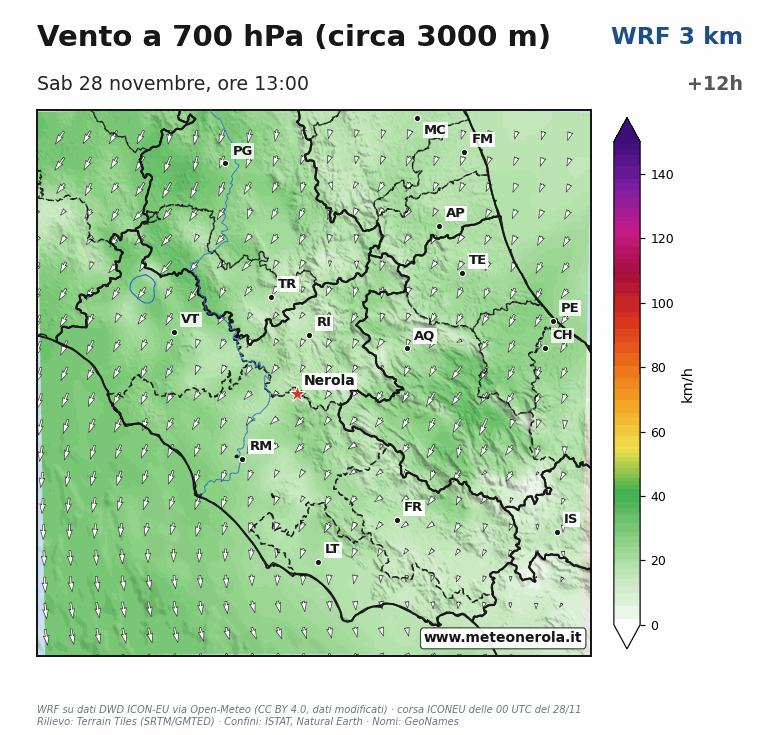 Vento a 700 hPa (circa 3000 m)
WRF 3 km
Sab 28 novembre, ore 13:00
+12h
MC
FM
PG
AP
TE
TR
PE
VT
RI
CH
AQ
Nerola
RM
FR
IS
LT
www.meteonerola.it
140
120
100
80
60
40
20
0
km/h
WRF su dati DWD ICON-EU via Open-Meteo (CC BY 4.0, dati modificati) · corsa ICONEU delle 00 UTC del 28/11
Rilievo: Terrain Tiles (SRTM/GMTED) · Confini: ISTAT, Natural Earth · Nomi: GeoNames